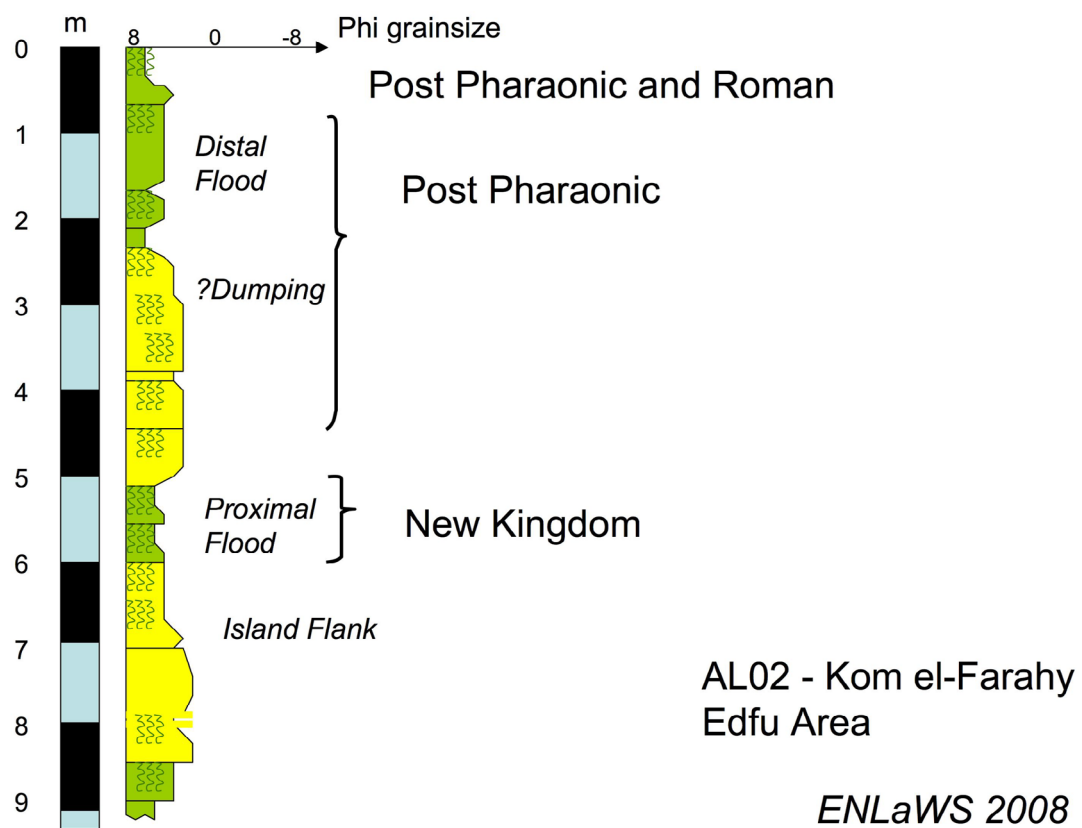 m
8 0 -8 Phi grainsize
0
Post Pharaonic and Roman
1
Distal
Flood
Post Pharaonic
2
?Dumping
3
4
5
Proximal
Flood
New Kingdom
6
Island Flank
7
AL02 - Kom el-Farahy
Edfu Area
8
9
ENLaWS 2008